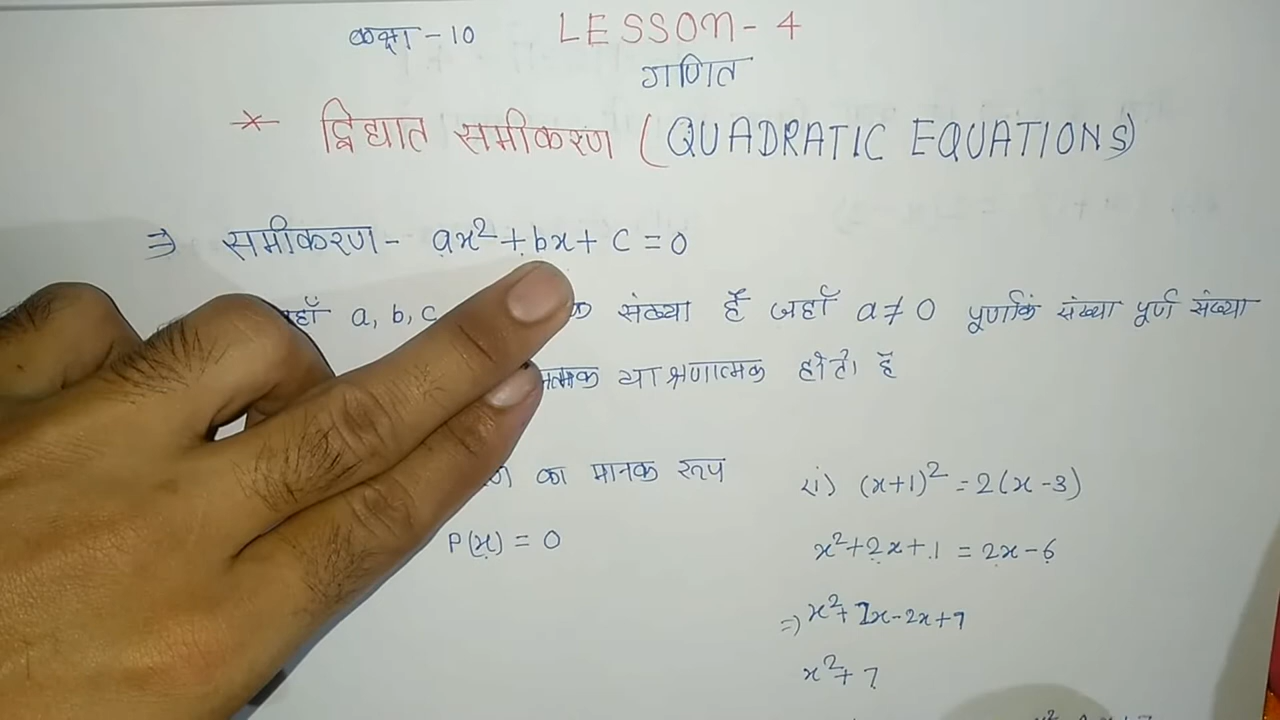 कक्षा - 10 LESSON - 4
गणित
* द्विघात समीकरण (QUADRATIC EQUATIONS)
⇒ समीकरण - ax² + bx + c = 0
a, b, c संख्या हैं जहाँ a ≠ 0 पूर्णांक संख्या पूर्ण संख्या
या ऋणात्मक होती हैं
का मानक रूप
P(x) = 0
i) (x+1)² = 2(x-3)
x² + 2x + 1 = 2x - 6
⇒) x² + 2x - 2x + 7
x² + 7